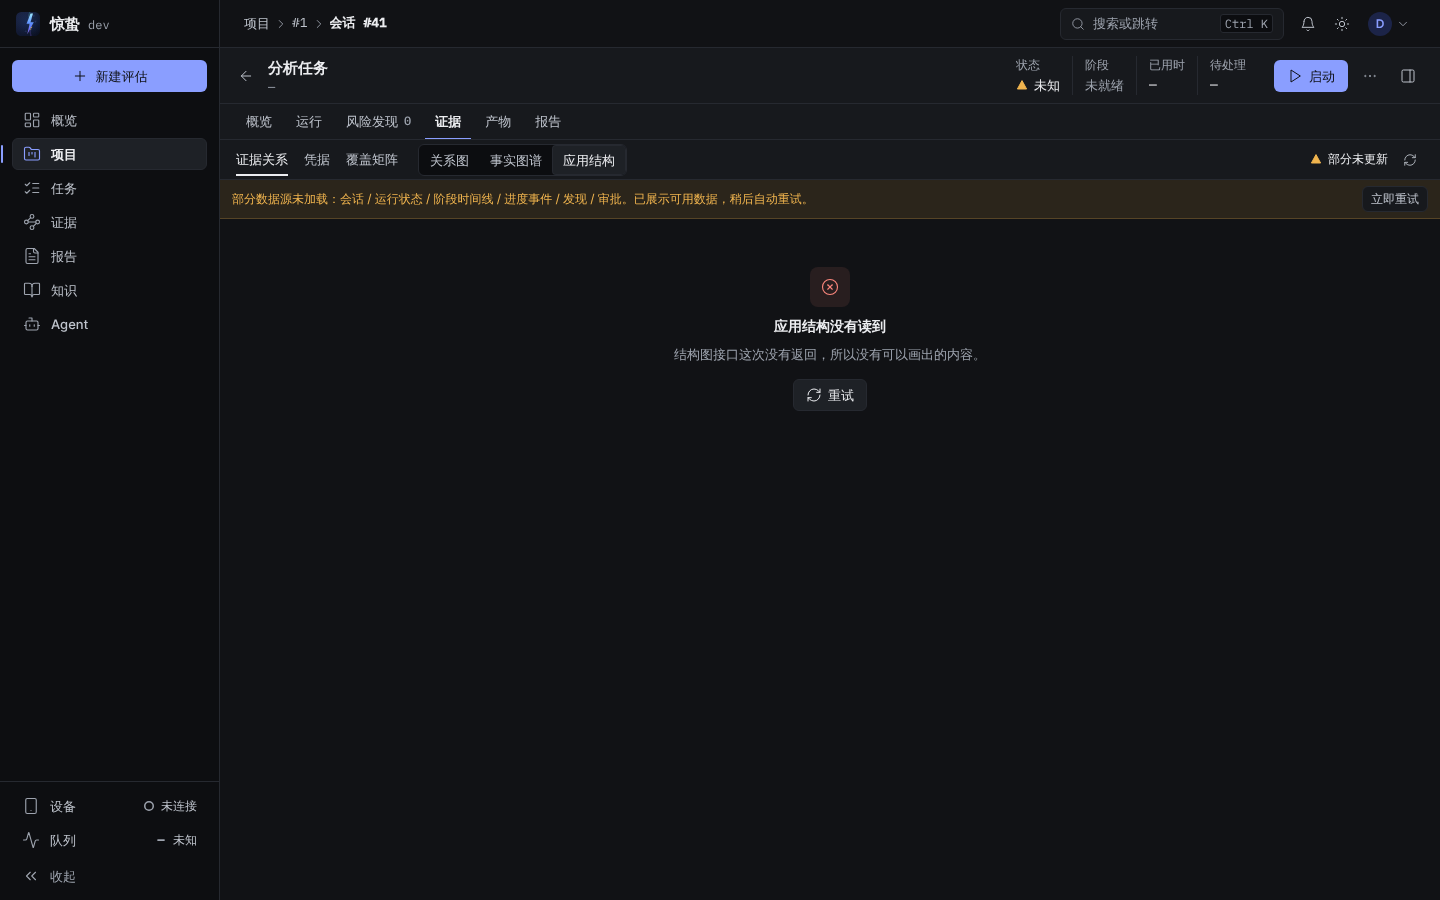 惊蛰 dev
项目 > #1 > 会话 #41
搜索或跳转 Ctrl K
D
新建评估
概览
项目
任务
证据
报告
知识
Agent
分析任务
—
状态
未知
阶段
未就绪
已用时
—
待处理
—
启动
概览 运行 风险发现 0 证据 产物 报告
证据关系 凭据 覆盖矩阵 关系图 事实图谱 应用结构
部分未更新
部分数据源未加载：会话 / 运行状态 / 阶段时间线 / 进度事件 / 发现 / 审批。已展示可用数据，稍后自动重试。
立即重试
应用结构没有读到
结构图接口这次没有返回，所以没有可以画出的内容。
重试
设备 未连接
队列 — 未知
收起